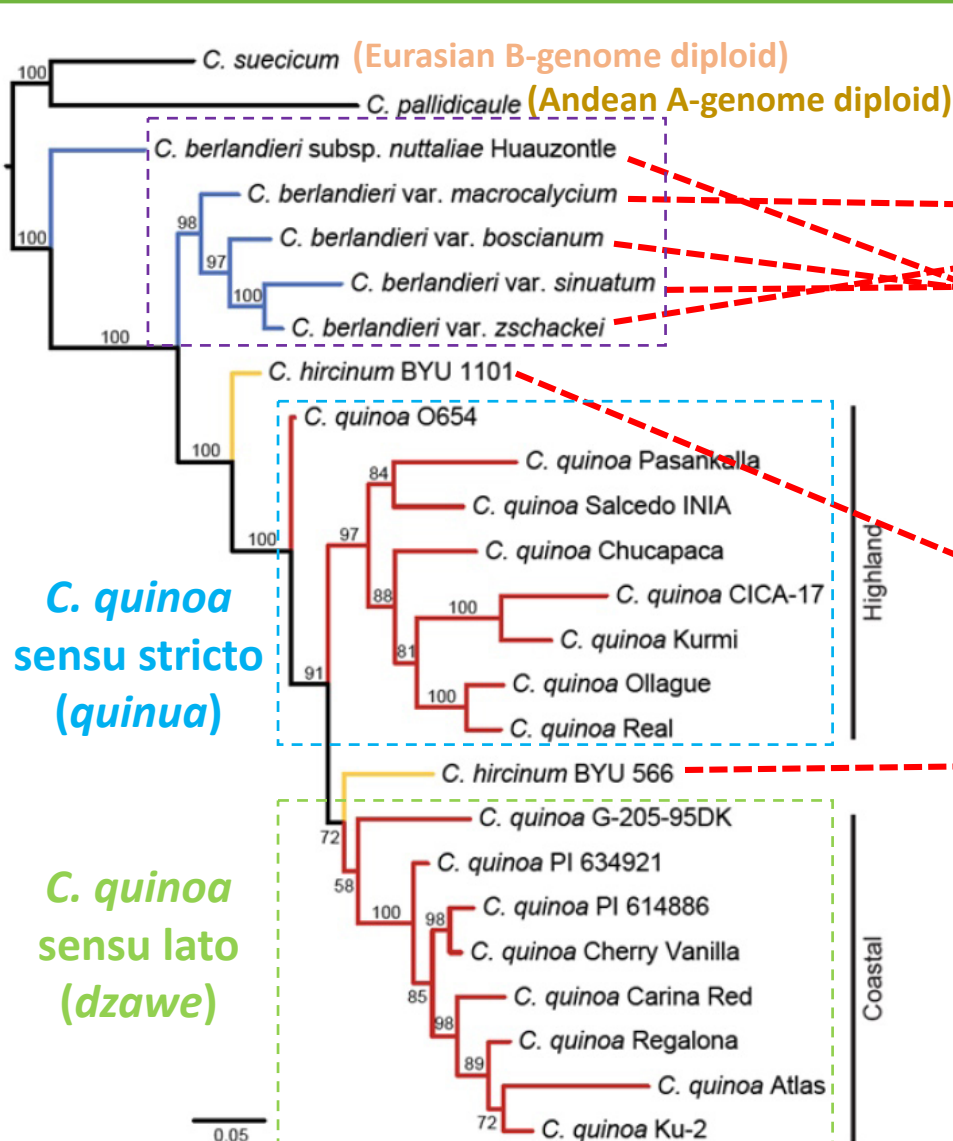 C. suecicum (Eurasian B-genome diploid)
100
C. pallidicaule (Andean A-genome diploid)
C. berlandieri subsp. nuttaliae Huauzontle
C. berlandieri var. macrocalycium
98
100
C. berlandieri var. boscianum
97
C. berlandieri var. sinuatum
100
C. berlandieri var. zschackei
100
C. hircinum BYU 1101
C. quinoa O654
100
C. quinoa Pasankalla
84
C. quinoa Salcedo INIA
97
100
C. quinoa Chucapaca
Highland
88
C. quinoa CICA-17
100
C. quinoa Kurmi
81
C. quinoa Ollague
91
100
C. quinoa Real
C. quinoa
sensu stricto
(quinua)
C. hircinum BYU 566
C. quinoa G-205-95DK
72
C. quinoa PI 634921
58
C. quinoa PI 614886
100
98
C. quinoa Cherry Vanilla
85
C. quinoa Carina Red
98
Coastal
C. quinoa Regalona
89
C. quinoa Atlas
72
C. quinoa Ku-2
C. quinoa
sensu lato
(dzawe)
0.05